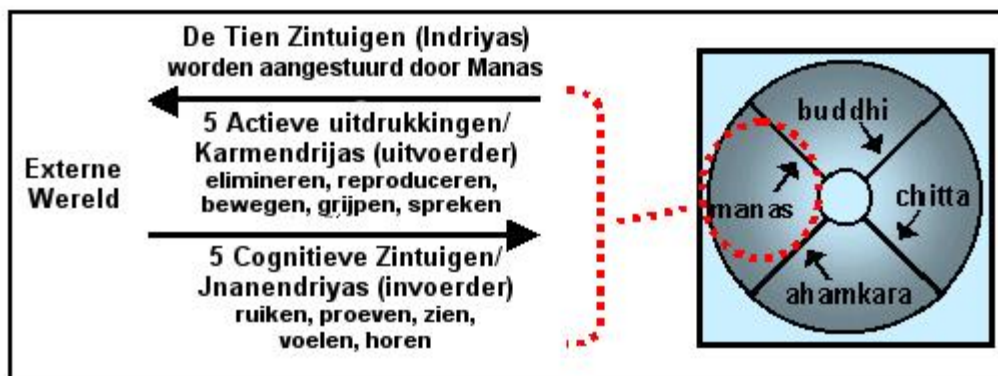 De Tien Zintuigen (Indriyas)
worden aangestuurd door Manas
5 Actieve uitdrukkingen/
Karmendrijas (uitvoerder)
elimineren, reproduceren,
bewegen, grijpen, spreken
Externe
Wereld
5 Cognitieve Zintuigen/
Jnanendriyas (invoerder)
ruiken, proeven, zien,
voelen, horen
buddhi
chitta
manas
ahamkara